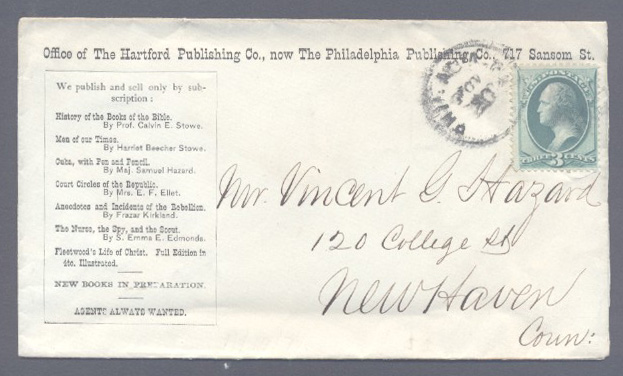 Office of The Hartford Publishing Co., now The Philadelphia Publishing Co. 717 Sansom St.
We publish and sell only by sub-
scription :
History of the Books of the Bible.
By Prof. Calvin E. Stowe.
Men of our Times.
By Harriet Beecher Stowe.
Cuba, with Pen and Pencil.
By Maj. Samuel Hazard.
Court Circles of the Republic.
By Mrs. E. F. Ellet.
Anecdotes and Incidents of the Rebellion.
By Frazar Kirkland.
The Nurse, the Spy, and the Scout.
By S. Emma E. Edmonds.
Fleetwood's Life of Christ. Full Edition in
4to. Illustrated.
NEW BOOKS IN PREPARATION.
AGENTS ALWAYS WANTED.
THREE 3 CENTS
Mr. Vincent G. Hazard
120 College St
New Haven
Conn: